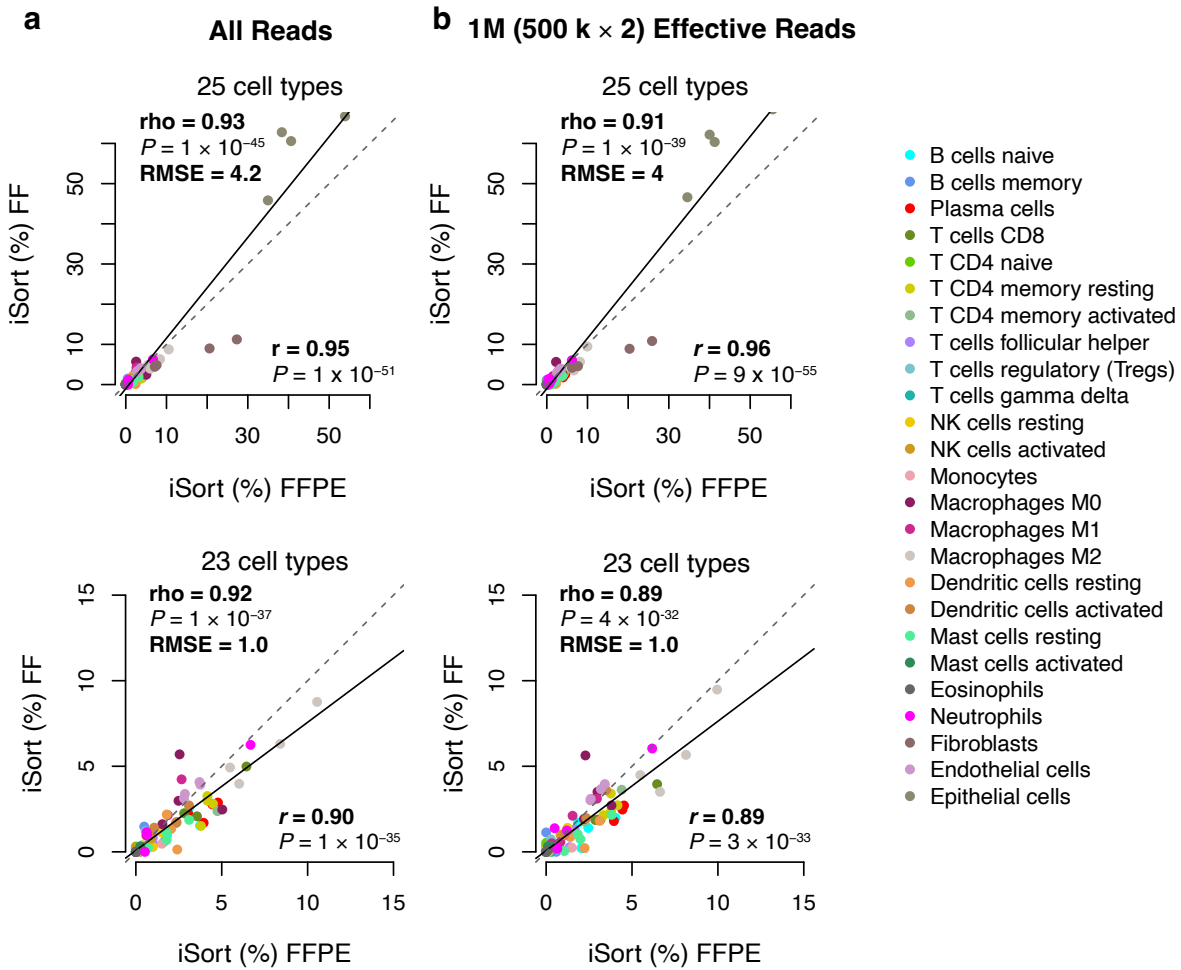 a
All Reads
25 cell types
rho = 0.93
P = 1 × 10⁻⁴⁵
RMSE = 4.2
r = 0.95
P = 1 x 10⁻⁵¹
50
30
10
0
iSort (%) FF
0 10 30 50
iSort (%) FFPE
23 cell types
rho = 0.92
P = 1 × 10⁻³⁷
RMSE = 1.0
r = 0.90
P = 1 × 10⁻³⁵
15
10
5
0
iSort (%) FF
0 5 10 15
iSort (%) FFPE
b
1M (500 k × 2) Effective Reads
25 cell types
rho = 0.91
P = 1 × 10⁻³⁹
RMSE = 4
r = 0.96
P = 9 x 10⁻⁵⁵
50
30
10
0
iSort (%) FF
0 10 30 50
iSort (%) FFPE
23 cell types
rho = 0.89
P = 4 × 10⁻³²
RMSE = 1.0
r = 0.89
P = 3 × 10⁻³³
15
10
5
0
iSort (%) FF
0 5 10 15
iSort (%) FFPE
B cells naive
B cells memory
Plasma cells
T cells CD8
T CD4 naive
T CD4 memory resting
T CD4 memory activated
T cells follicular helper
T cells regulatory (Tregs)
T cells gamma delta
NK cells resting
NK cells activated
Monocytes
Macrophages M0
Macrophages M1
Macrophages M2
Dendritic cells resting
Dendritic cells activated
Mast cells resting
Mast cells activated
Eosinophils
Neutrophils
Fibroblasts
Endothelial cells
Epithelial cells